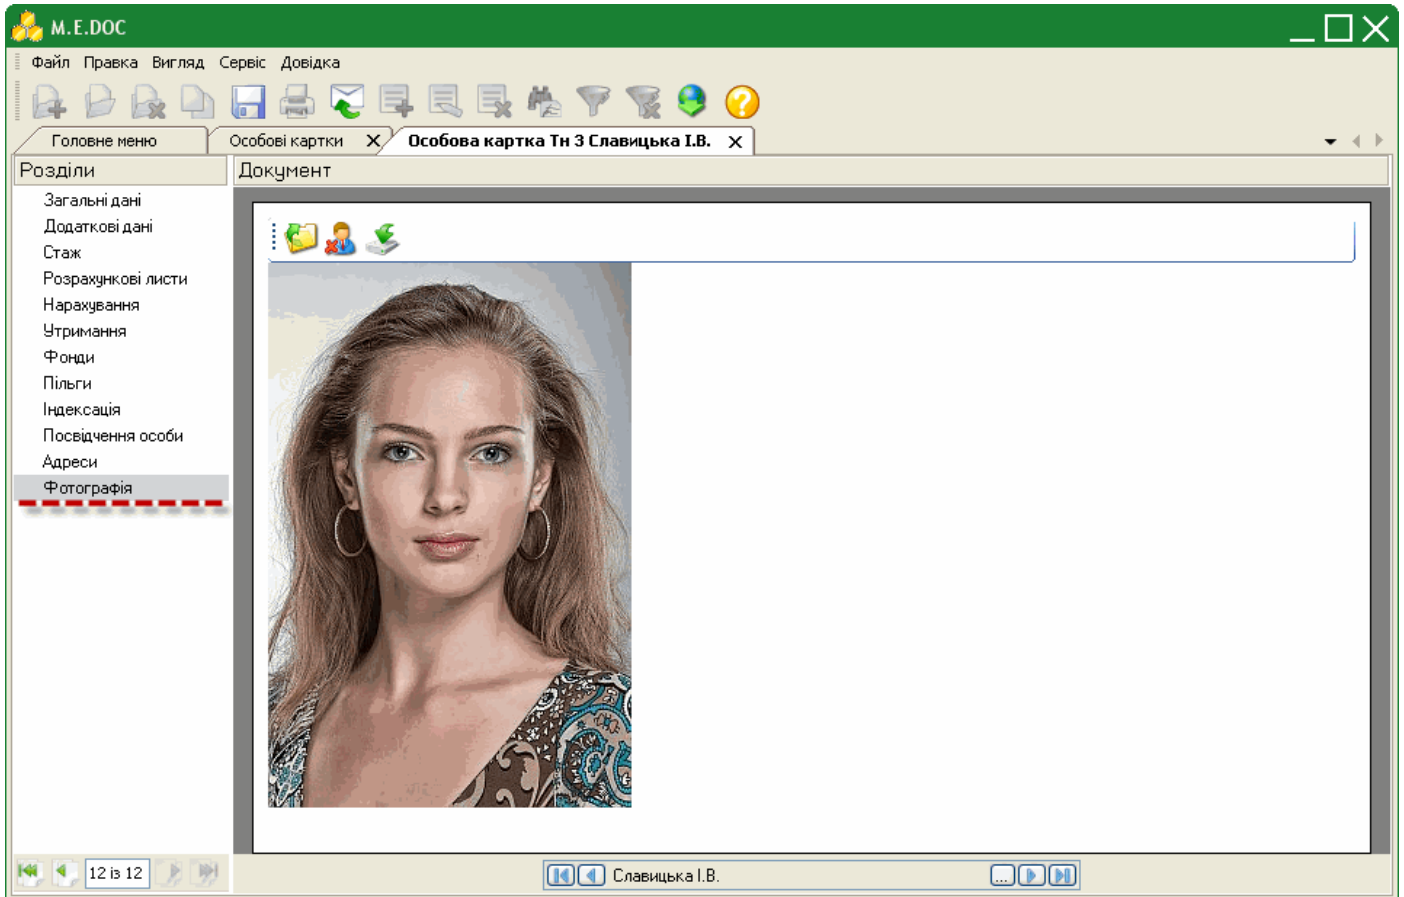 M.E.DOC
Файл Правка Вигляд Сервіс Довідка
Головне меню Особові картки Особова картка Тн 3 Славицька І.В.
Розділи
Документ
Загальні дані
Додаткові дані
Стаж
Розрахункові листи
Нарахування
Утримання
Фонди
Пільги
Індексація
Посвідчення особи
Адреси
Фотографія
12 із 12
Славицька І.В.
...